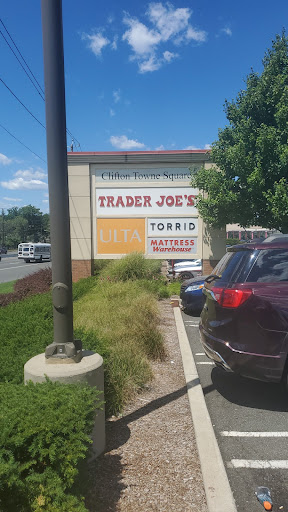 Clifton Towne Square
TRADER JOE'S
ULTA
TORRID
MATTRESS
Warehouse